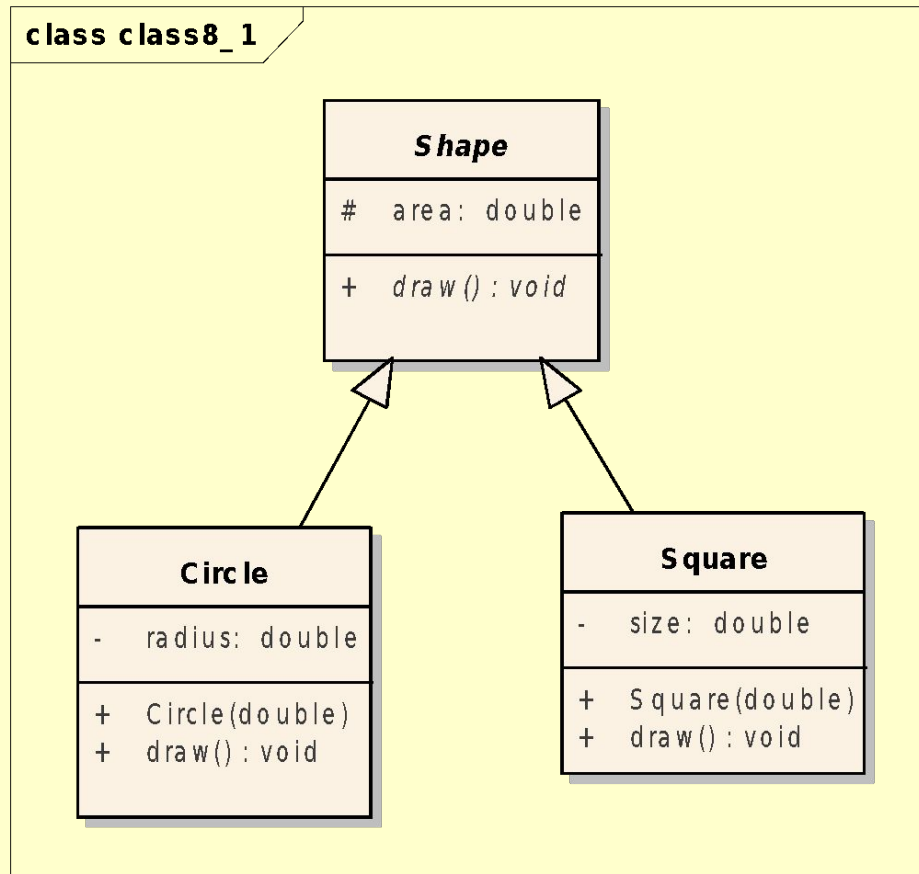 class class8_1
Shape
# area: double
+ draw() : void
Circle
- radius: double
+ Circle(double)
+ draw() : void
Square
- size: double
+ Square(double)
+ draw() : void